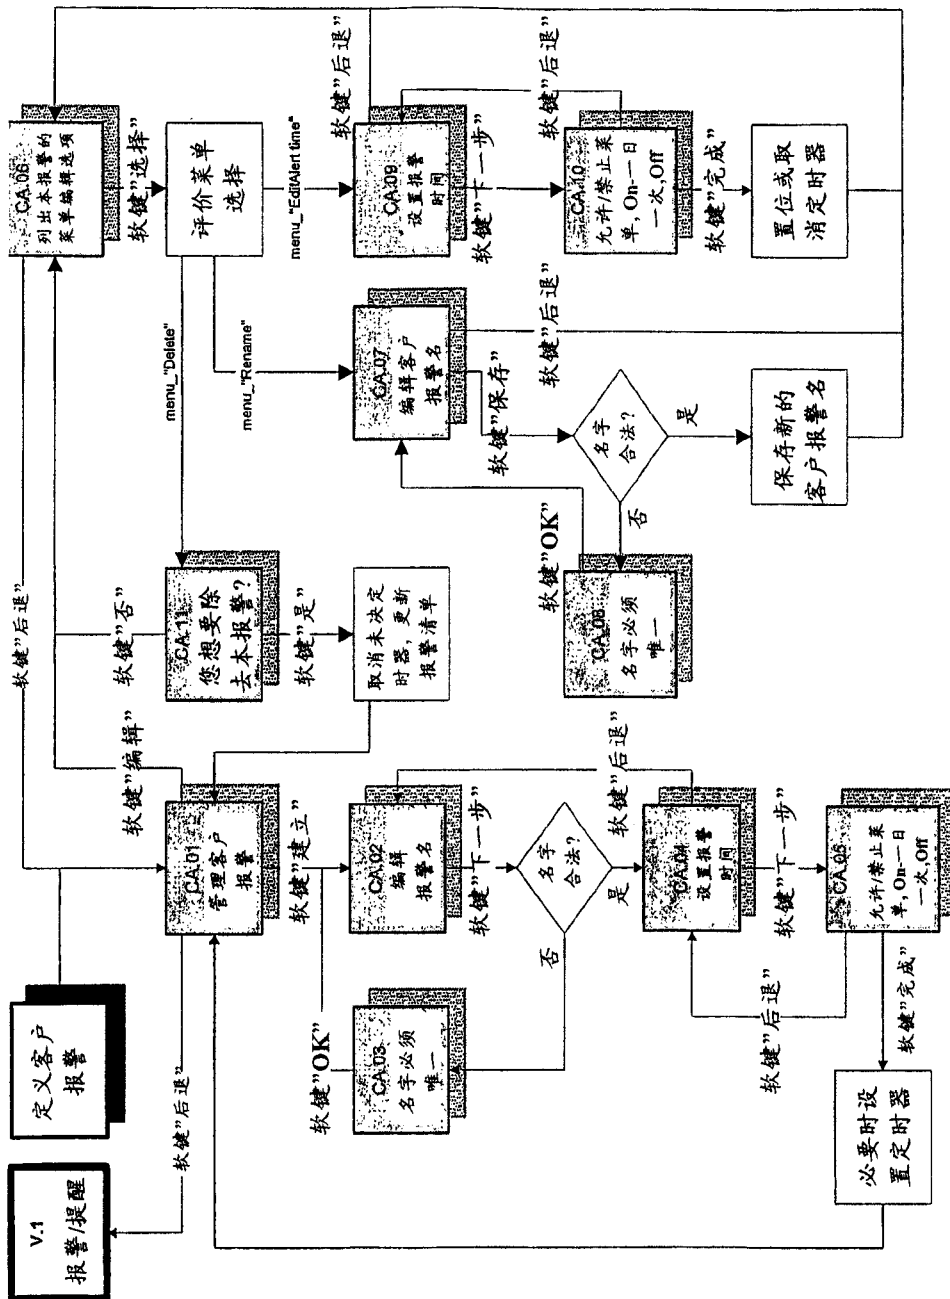 V.1
报警/提醒
定义客户
报警
软键”后退”
软键”后退”
CA.01
管理客户
报警
软键”编辑”
软键”建立”
CA.02
编辑
报警名
软键”下一步”
名字
合法?
否
是
CA.03
名字必须
唯一
软键”OK”
CA.04
设置报警
时间
软键”后退”
软键”下一步”
CA.05
允许/禁止菜
单, On-一日
一次,Off
软键”后退”
软键”完成”
必要时设
置定时器
CA.06
列出本报警的
菜单编辑选项
软键”选择”
评价菜单
选择
menu_"Delete"
menu_"Rename"
menu_"EditAlert time"
CA.11
您想要除
去本报警?
软键”否”
软键”是”
取消未决定
时器, 更新
报警清单
CA.07
编辑客户
报警名
软键”保存”
软键”后退”
名字
合法?
否
是
CA.08
名字必须
唯一
软键”OK”
保存新的
客户报警名
CA.09
设置报警
时间
软键”后退”
软键”下一步”
CA.10
允许/禁止菜
单, On-一日
一次,Off
软键”后退”
软键”完成”
置位或取
消定时器